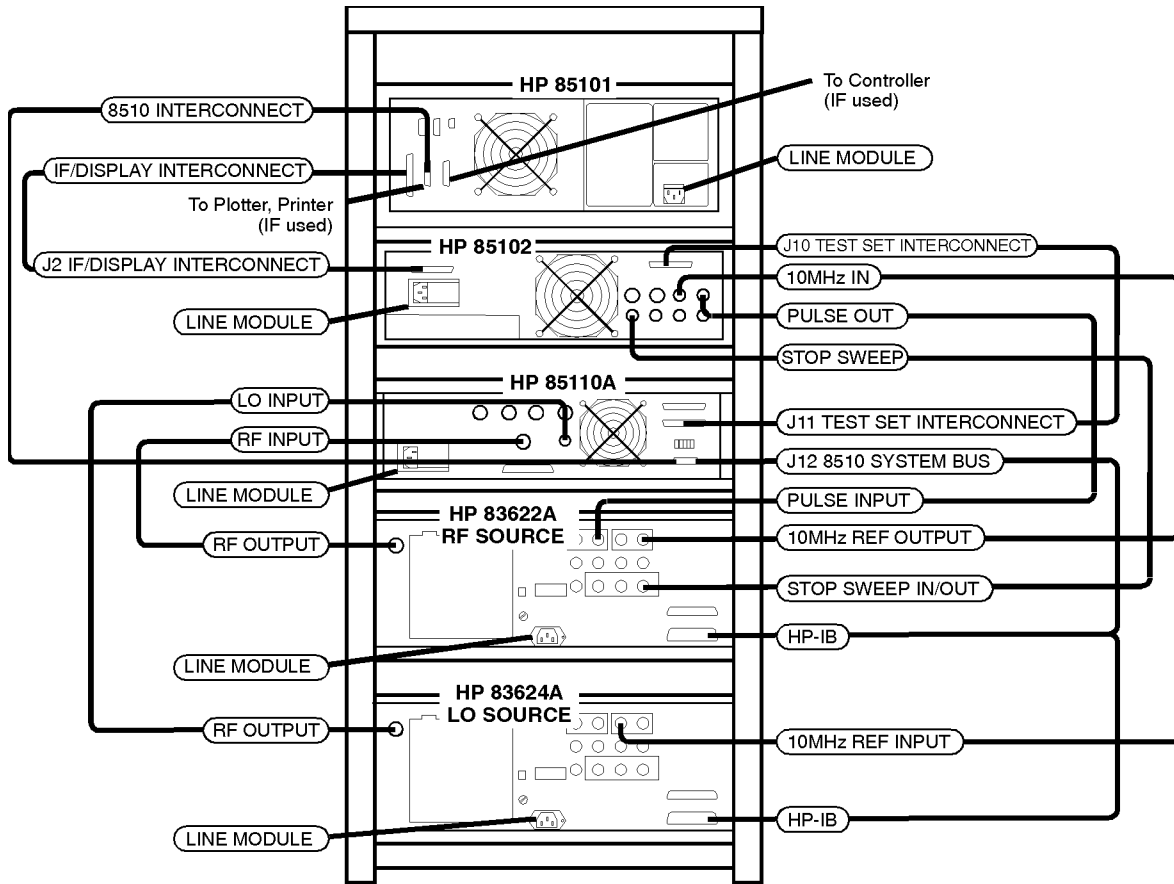 HP 85101
To Controller
(IF used)
8510 INTERCONNECT
LINE MODULE
IF/DISPLAY INTERCONNECT
To Plotter, Printer
(IF used)
HP 85102
J10 TEST SET INTERCONNECT
J2 IF/DISPLAY INTERCONNECT
10MHz IN
LINE MODULE
PULSE OUT
STOP SWEEP
HP 85110A
LO INPUT
J11 TEST SET INTERCONNECT
RF INPUT
J12 8510 SYSTEM BUS
LINE MODULE
PULSE INPUT
HP 83622A
RF SOURCE
RF OUTPUT
10MHz REF OUTPUT
STOP SWEEP IN/OUT
HP-IB
LINE MODULE
HP 83624A
LO SOURCE
RF OUTPUT
10MHz REF INPUT
HP-IB
LINE MODULE